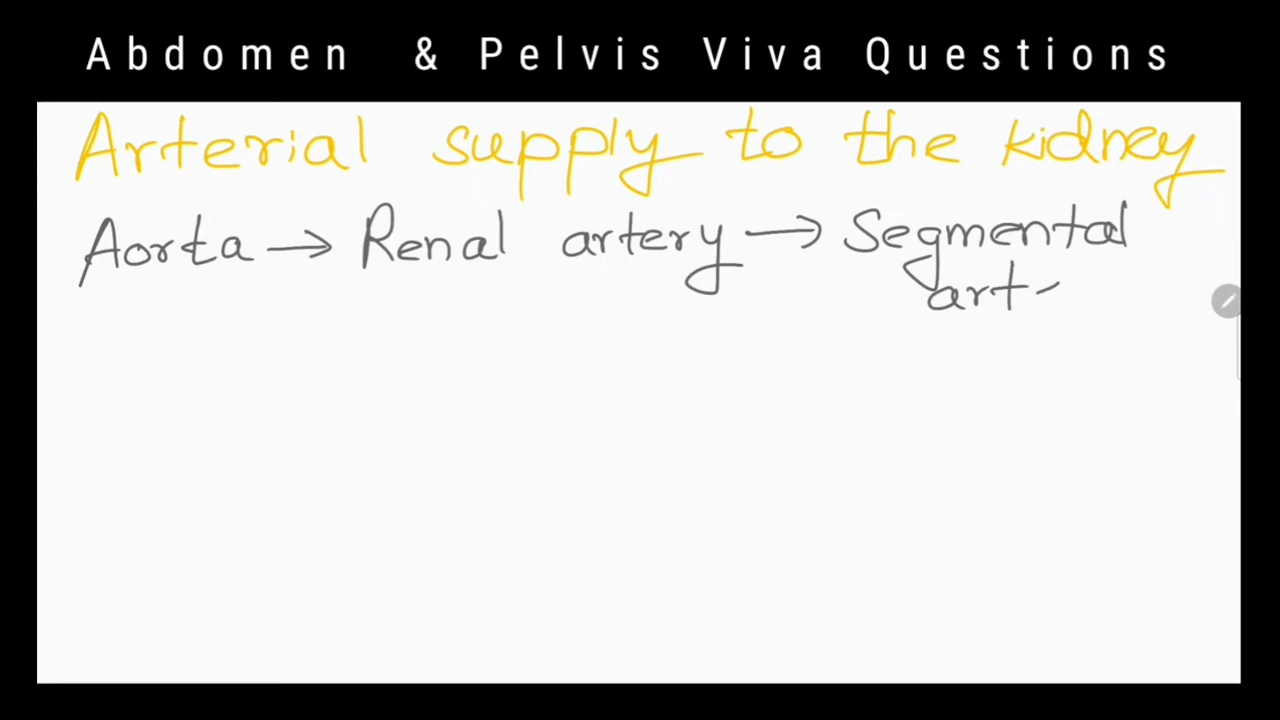 Abdomen & Pelvis Viva Questions
Arterial supply to the kidney
Aorta → Renal artery → Segmental
art-